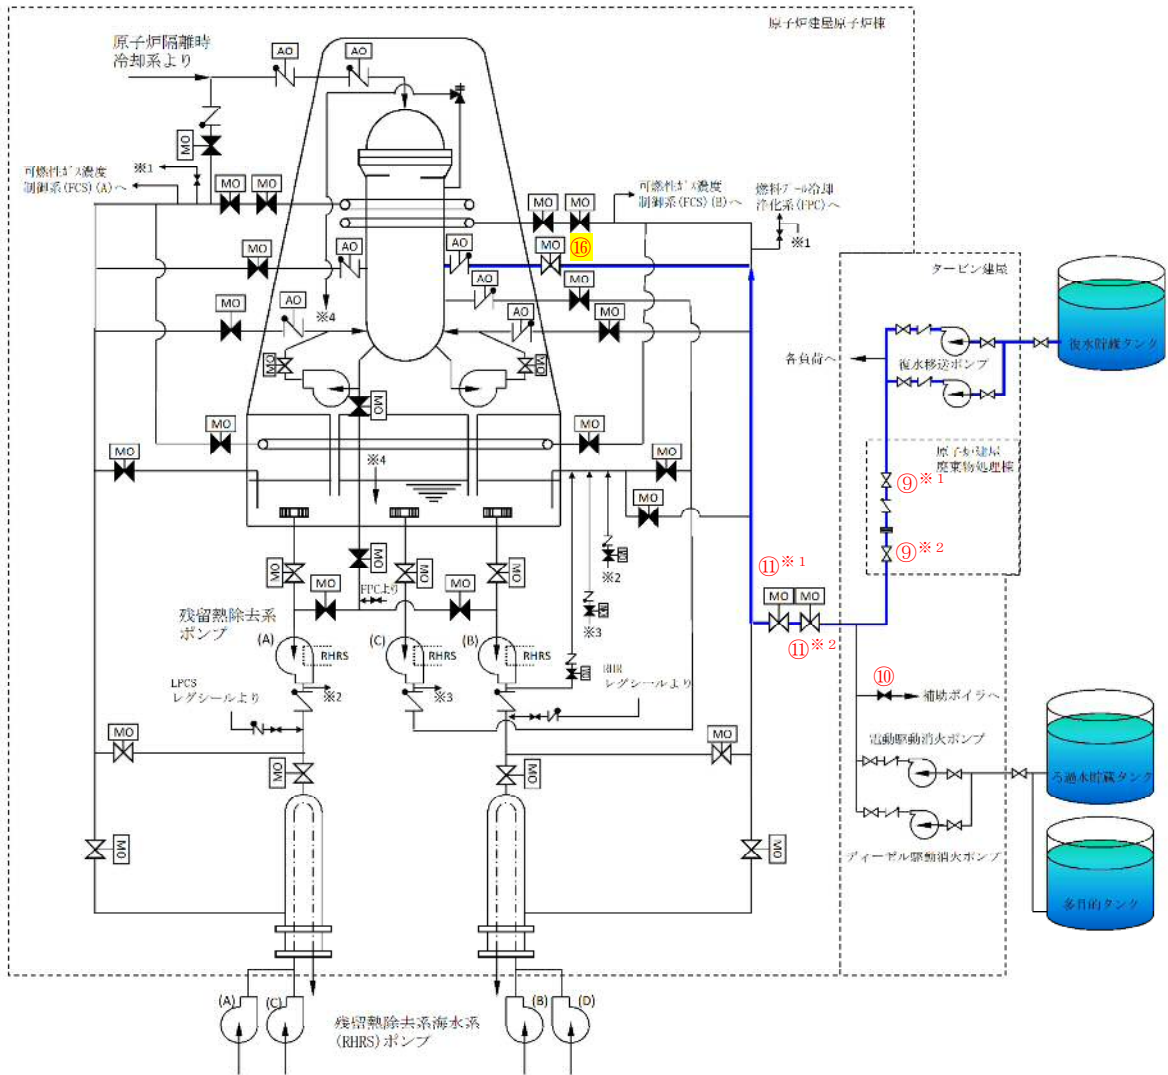 原子炉建屋原子炉棟
原子炉隔離時
冷却系より
AO
AO
MO
※1
可燃性ガス濃度
制御系(FCS)(A)へ
MO
MO
可燃性ガス濃度
制御系(FCS)(B)へ
燃料プール冷却
浄化系(FPC)へ
※1
MO
MO
MO
AO
AO
MO
⑯
タービン建屋
MO
AO
※4
AO
MO
AO
MO
復水貯蔵タンク
各負荷へ
復水移送ポンプ
MO
MO
MO
MO
MO
原子炉建屋
廃棄物処理棟
MO
※4
MO
⑨※1
MO
⑨※2
MO
MO
MO
MO
※2
⑪※1
FPCより
MO
MO
※3
MO
MO
⑪※2
残留熱除去系
ポンプ
(A)
RHRS
(C)
RHRS
(B)
RHRS
RHR
レグシールより
LPCS
レグシールより
※2
※3
⑩
補助ボイラへ
電動駆動消火ポンプ
MO
MO
MO
MO
ろ過水貯蔵タンク
MO
MO
ディーゼル駆動消火ポンプ
多目的タンク
(A)
(C)
(B)
(D)
残留熱除去系海水系
(RHRS)ポンプ